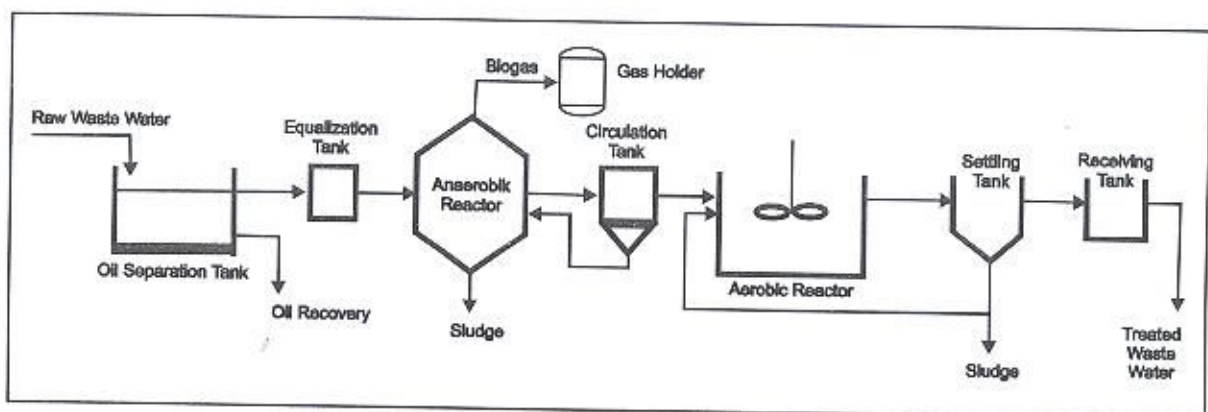 Biogas
Gas Holder
Raw Waste Water
Equalization
Tank
Circulation
Tank
Anaerobik
Reactor
Settling
Tank
Receiving
Tank
Oil Separation Tank
Aerobic Reactor
Oil Recovery
Sludge
Sludge
Treated
Waste
Water